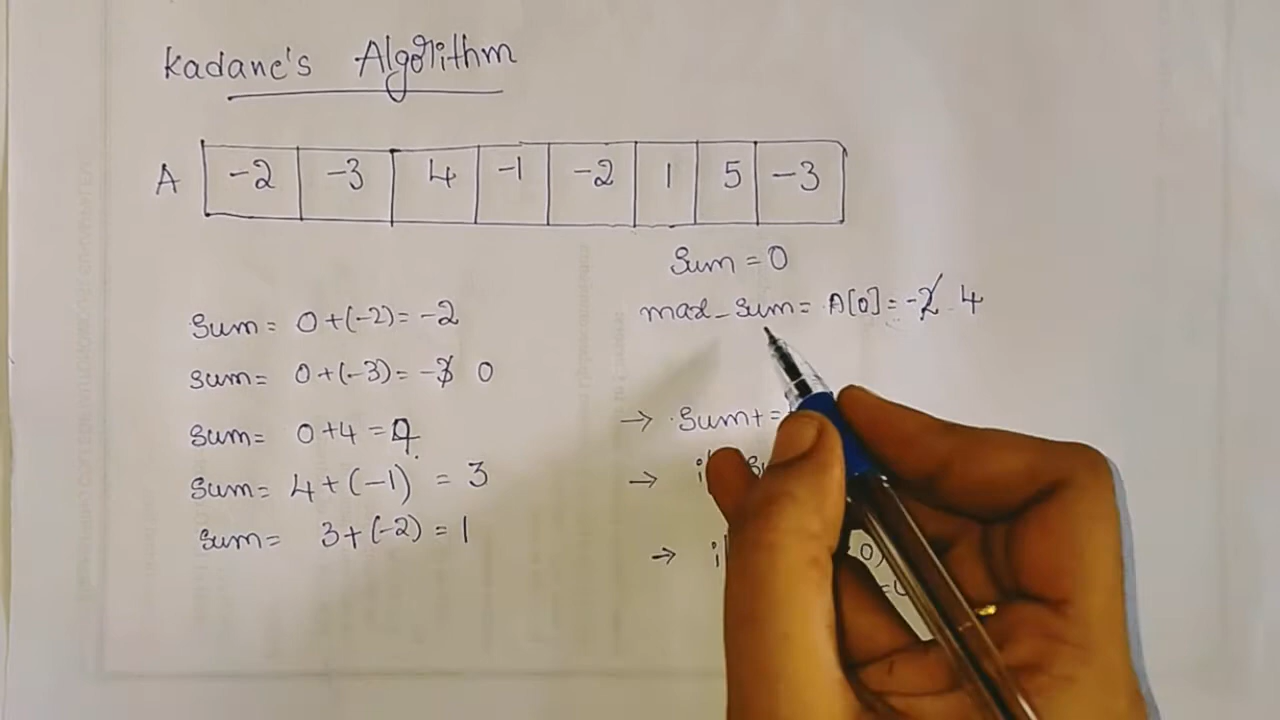 Kadane's Algorithm
A -2 -3 4 -1 -2 1 5 -3
Sum = 0
max_sum = A[0] = -2 4
Sum = 0+(-2) = -2
Sum = 0+(-3) = -3 0
Sum = 0+4 = 4
Sum = 4+(-1) = 3
Sum = 3+(-2) = 1
→ Sum+=
→
→ 0)